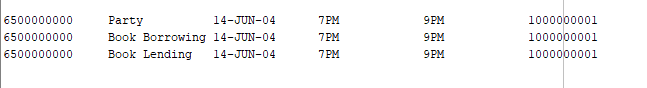 6500000000 Party 14-JUN-04 7PM 9PM 1000000001
6500000000 Book Borrowing 14-JUN-04 7PM 9PM 1000000001
6500000000 Book Lending 14-JUN-04 7PM 9PM 1000000001